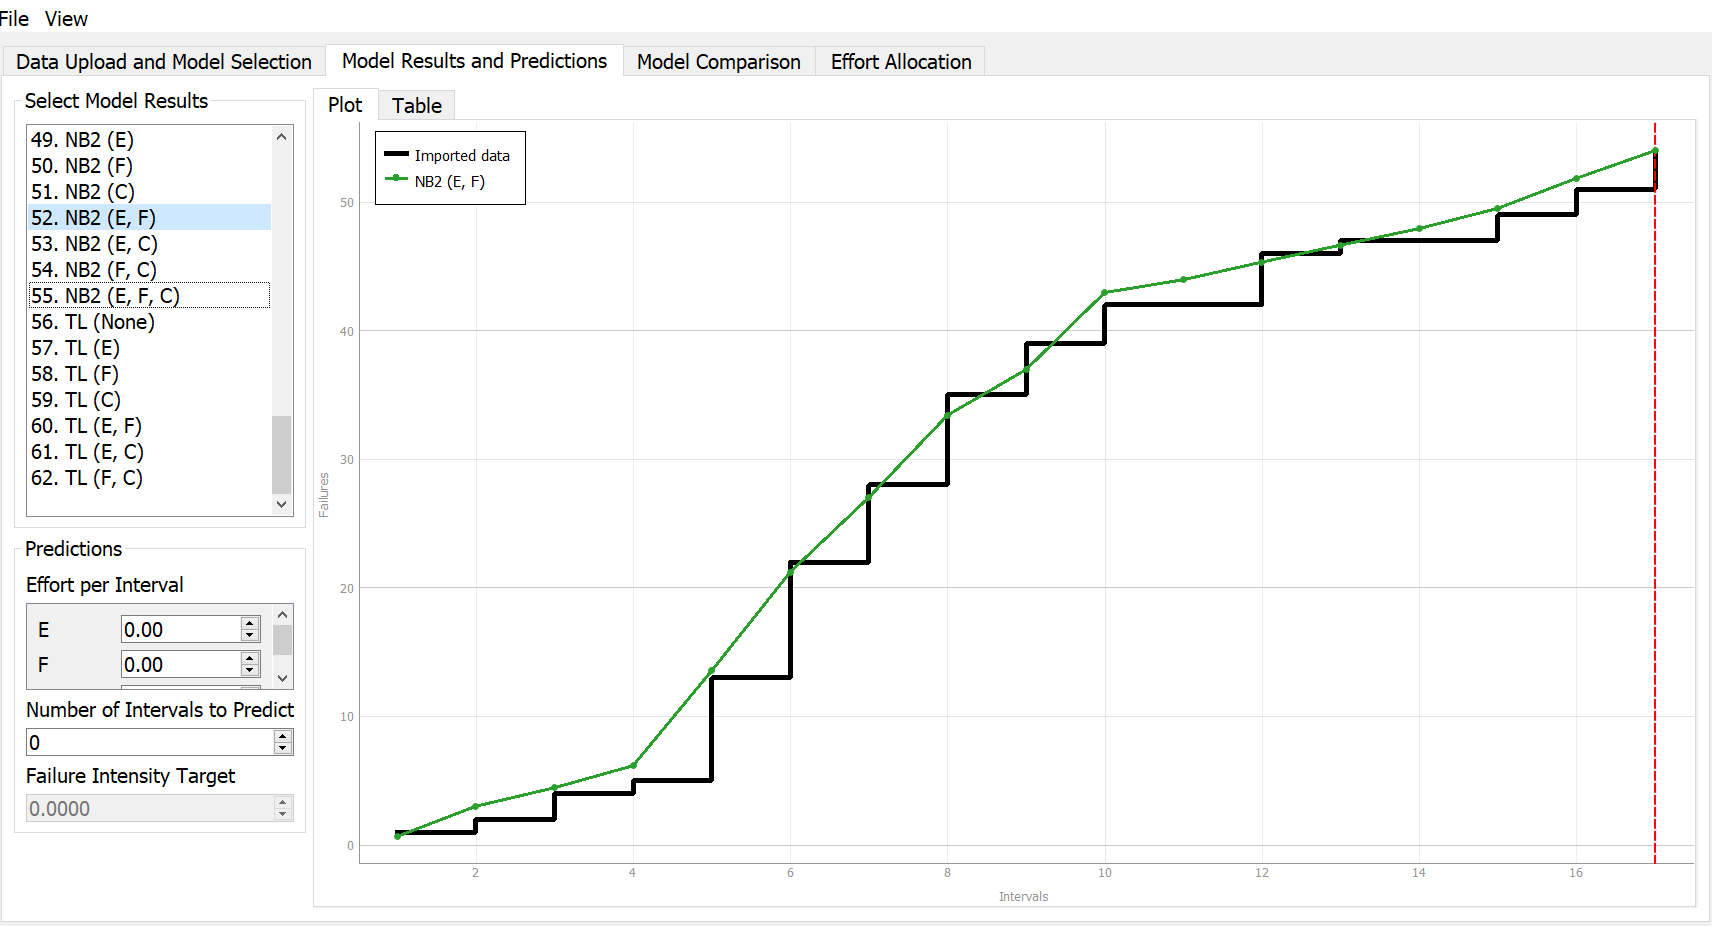 File View
Data Upload and Model Selection
Model Results and Predictions
Model Comparison
Effort Allocation
Select Model Results
49. NB2 (E)
50. NB2 (F)
51. NB2 (C)
52. NB2 (E, F)
53. NB2 (E, C)
54. NB2 (F, C)
55. NB2 (E, F, C)
56. TL (None)
57. TL (E)
58. TL (F)
59. TL (C)
60. TL (E, F)
61. TL (E, C)
62. TL (F, C)
Predictions
Effort per Interval
E 0.00
F 0.00
Number of Intervals to Predict
0
Failure Intensity Target
0.0000
Plot
Table
Imported data
NB2 (E, F)
50
40
30
20
10
0
Failures
2 4 6 8 10 12 14 16
Intervals